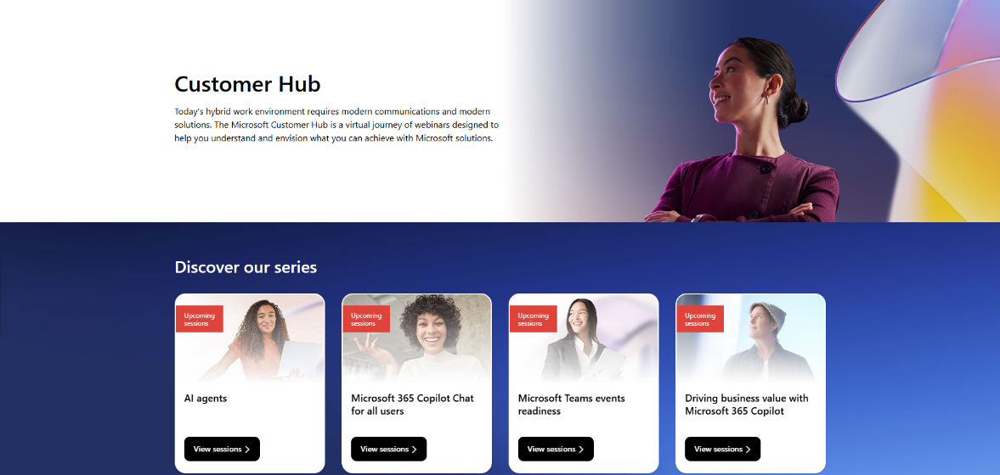 Customer Hub
Today's hybrid work environment requires modern communications and modern
solutions. The Microsoft Customer Hub is a virtual journey of webinars designed to
help you understand and envision what you can achieve with Microsoft solutions.
Discover our series
Upcoming
sessions
AI agents
View sessions
Upcoming
sessions
Microsoft 365 Copilot Chat
for all users
View sessions
Upcoming
sessions
Microsoft Teams events
readiness
View sessions
Upcoming
sessions
Driving business value with
Microsoft 365 Copilot
View sessions